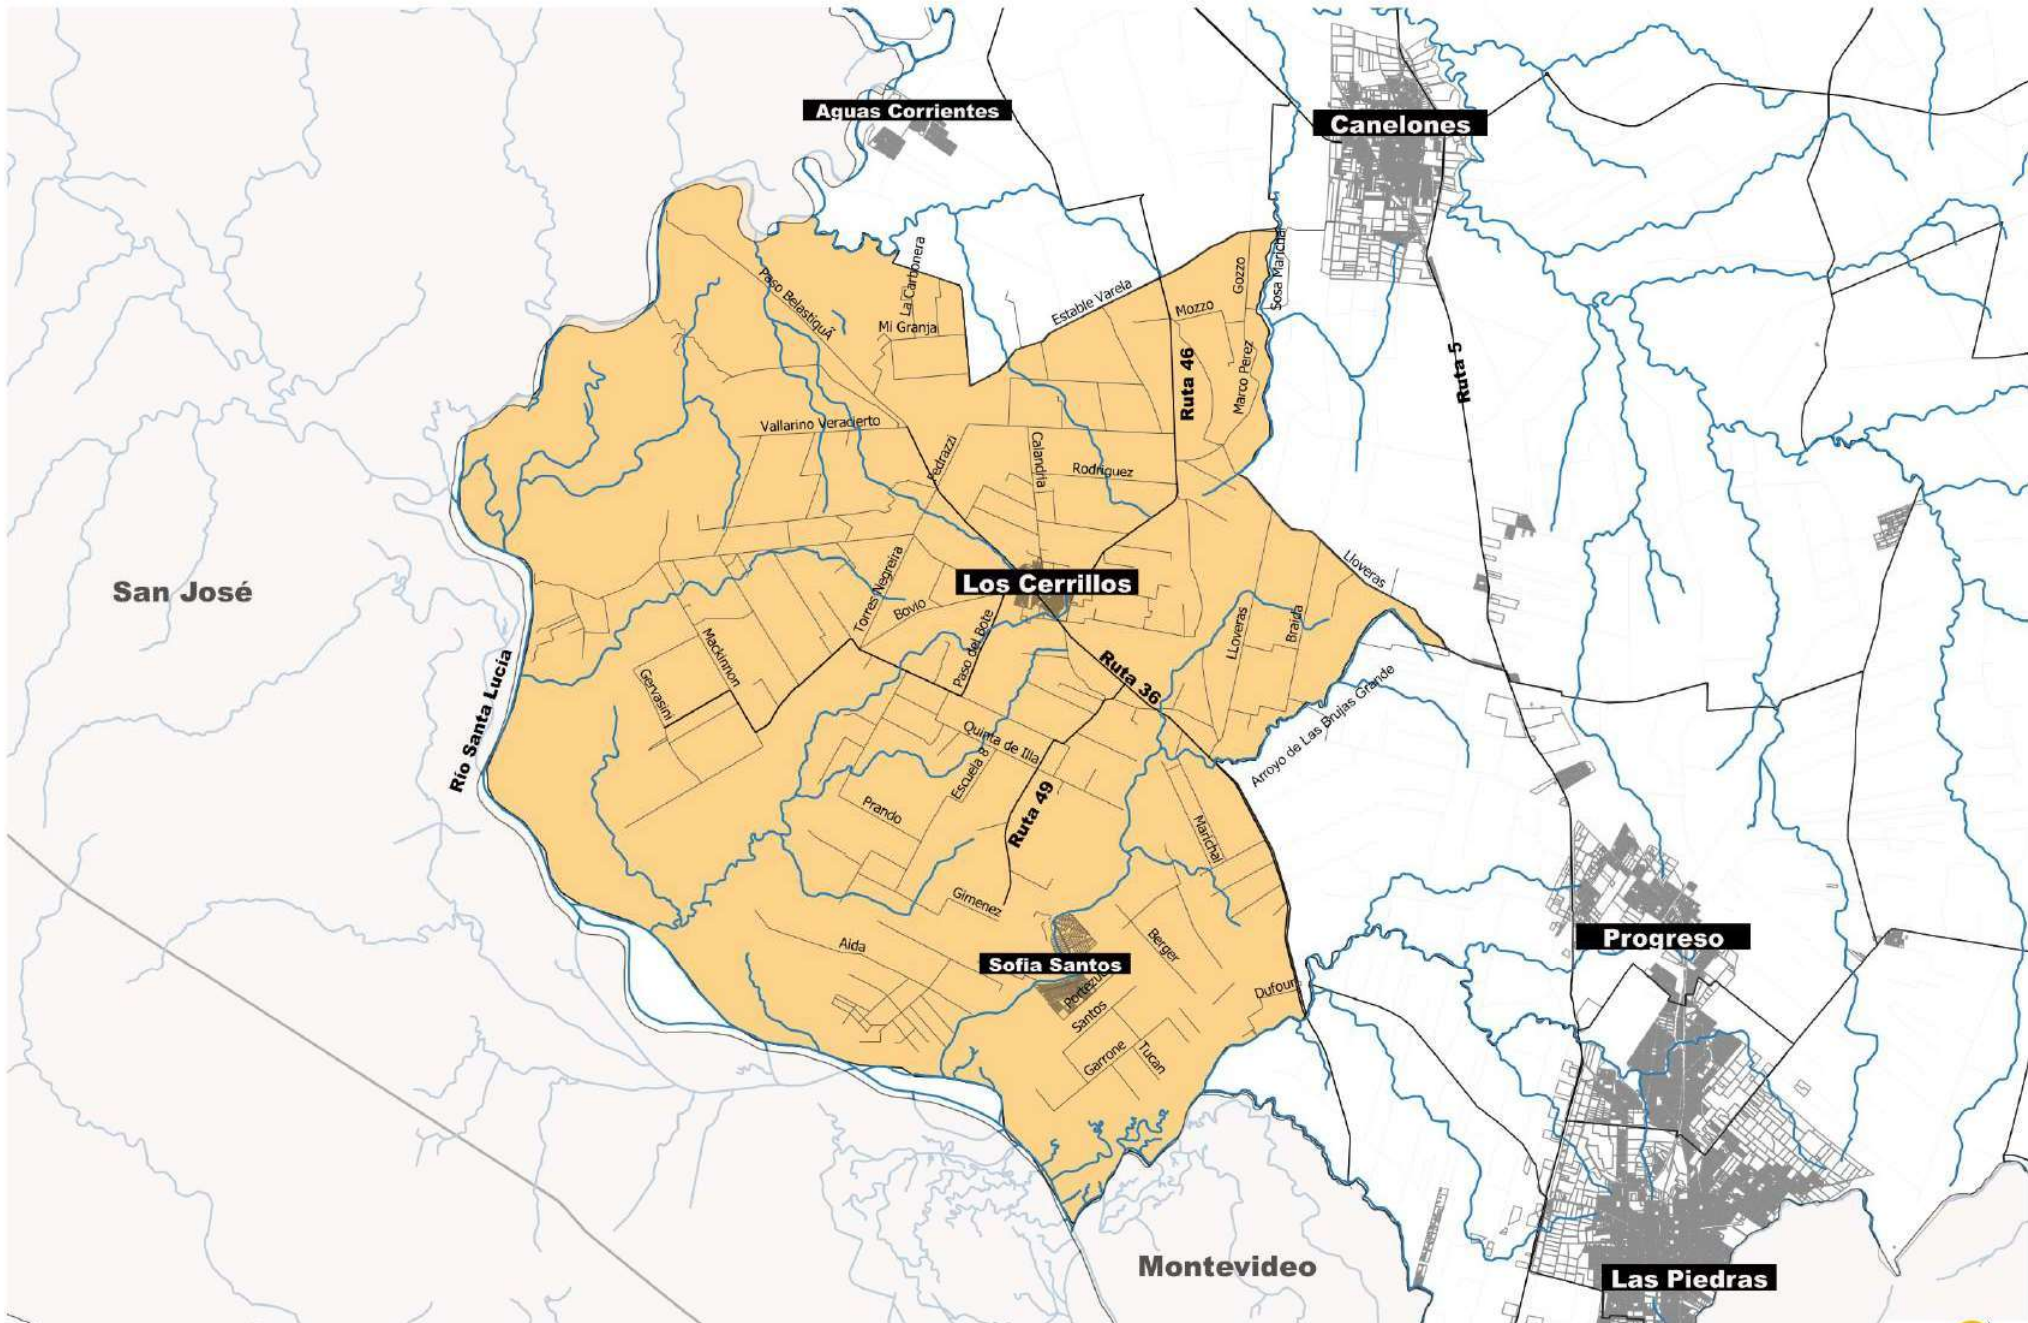 Aguas Corrientes
Canelones
La Carbonera
Gozzo
Sosa Marichal
Paso BelastiquÃ
Estable Varela
Mozzo
Mi Granja
Ruta 46
Marco Perez
Ruta 5
Vallarino Veracierto
Pedrazzi
Calandria
Rodriguez
Lloveras
San José
Los Cerrillos
Torres Negreira
Bovio
Paso del Bote
LLoveras
Braida
Mackinnon
Gervasini
Ruta 36
Río Santa Lucía
Arroyo de Las Brujas Grande
Quinta de Illa
Escuela 8
Prando
Ruta 49
Marichal
Gimenez
Aida
Berger
Progreso
Sofia Santos
Dufour
Santos
Garrone
Tucan
Montevideo
Las Piedras